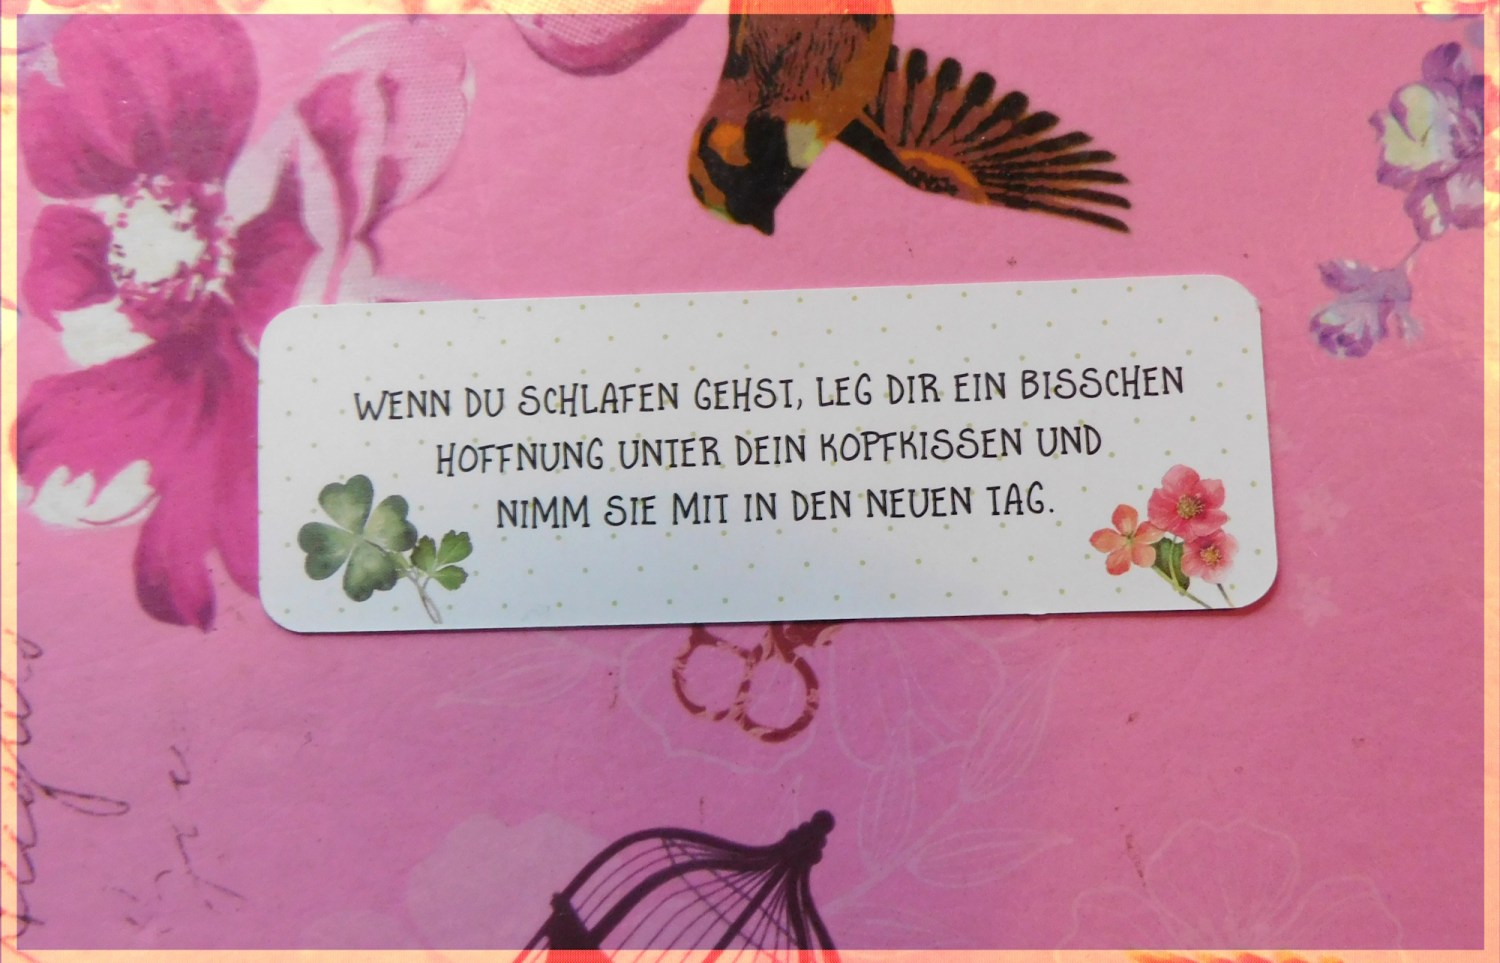 WENN DU SCHLAFEN GEHST, LEG DIR EIN BISSCHEN
HOFFNUNG UNTER DEIN KOPFKISSEN UND
NIMM SIE MIT IN DEN NEUEN TAG.